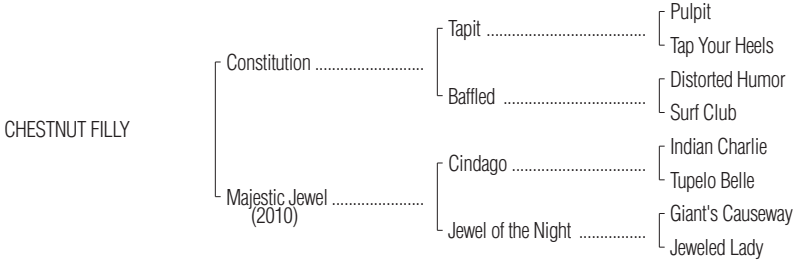 Pulpit
Tapit ......................................
Tap Your Heels
Constitution .........................
Distorted Humor
Baffled ..................................
Surf Club
CHESTNUT FILLY
Indian Charlie
Cindago ................................
Tupelo Belle
Majestic Jewel .....................
(2010)
Giant's Causeway
Jewel of the Night ................
Jeweled Lady